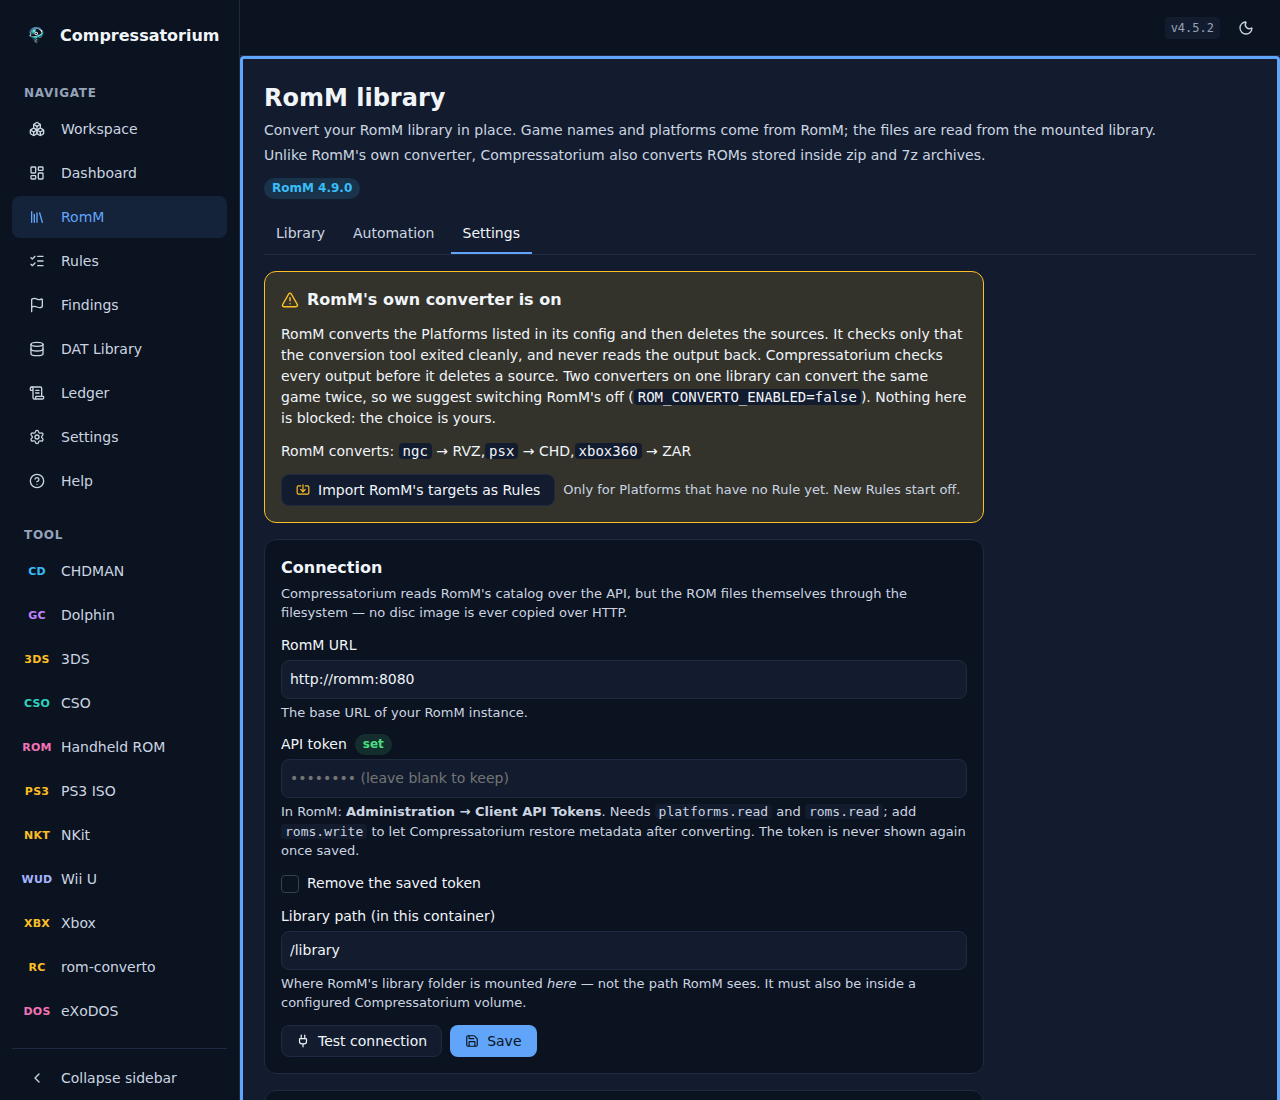 Compressatorium
v4.5.2
NAVIGATE
Workspace
Dashboard
RomM
Rules
Findings
DAT Library
Ledger
Settings
Help
TOOL
CD CHDMAN
GC Dolphin
3DS 3DS
CSO CSO
ROM Handheld ROM
PS3 PS3 ISO
NKT NKit
WUD Wii U
XBX Xbox
RC rom-converto
DOS eXoDOS
Collapse sidebar
RomM library
Convert your RomM library in place. Game names and platforms come from RomM; the files are read from the mounted library.
Unlike RomM's own converter, Compressatorium also converts ROMs stored inside zip and 7z archives.
RomM 4.9.0
Library Automation Settings
RomM's own converter is on
RomM converts the Platforms listed in its config and then deletes the sources. It checks only that
the conversion tool exited cleanly, and never reads the output back. Compressatorium checks
every output before it deletes a source. Two converters on one library can convert the same
game twice, so we suggest switching RomM's off (ROM_CONVERTO_ENABLED=false). Nothing here
is blocked: the choice is yours.
RomM converts: ngc → RVZ, psx → CHD, xbox360 → ZAR
Import RomM's targets as Rules Only for Platforms that have no Rule yet. New Rules start off.
Connection
Compressatorium reads RomM's catalog over the API, but the ROM files themselves through the
filesystem — no disc image is ever copied over HTTP.
RomM URL
http://romm:8080
The base URL of your RomM instance.
API token set
•••••••• (leave blank to keep)
In RomM: Administration → Client API Tokens. Needs platforms.read and roms.read; add
roms.write to let Compressatorium restore metadata after converting. The token is never shown again
once saved.
Remove the saved token
Library path (in this container)
/library
Where RomM's library folder is mounted here — not the path RomM sees. It must also be inside a
configured Compressatorium volume.
Test connection Save